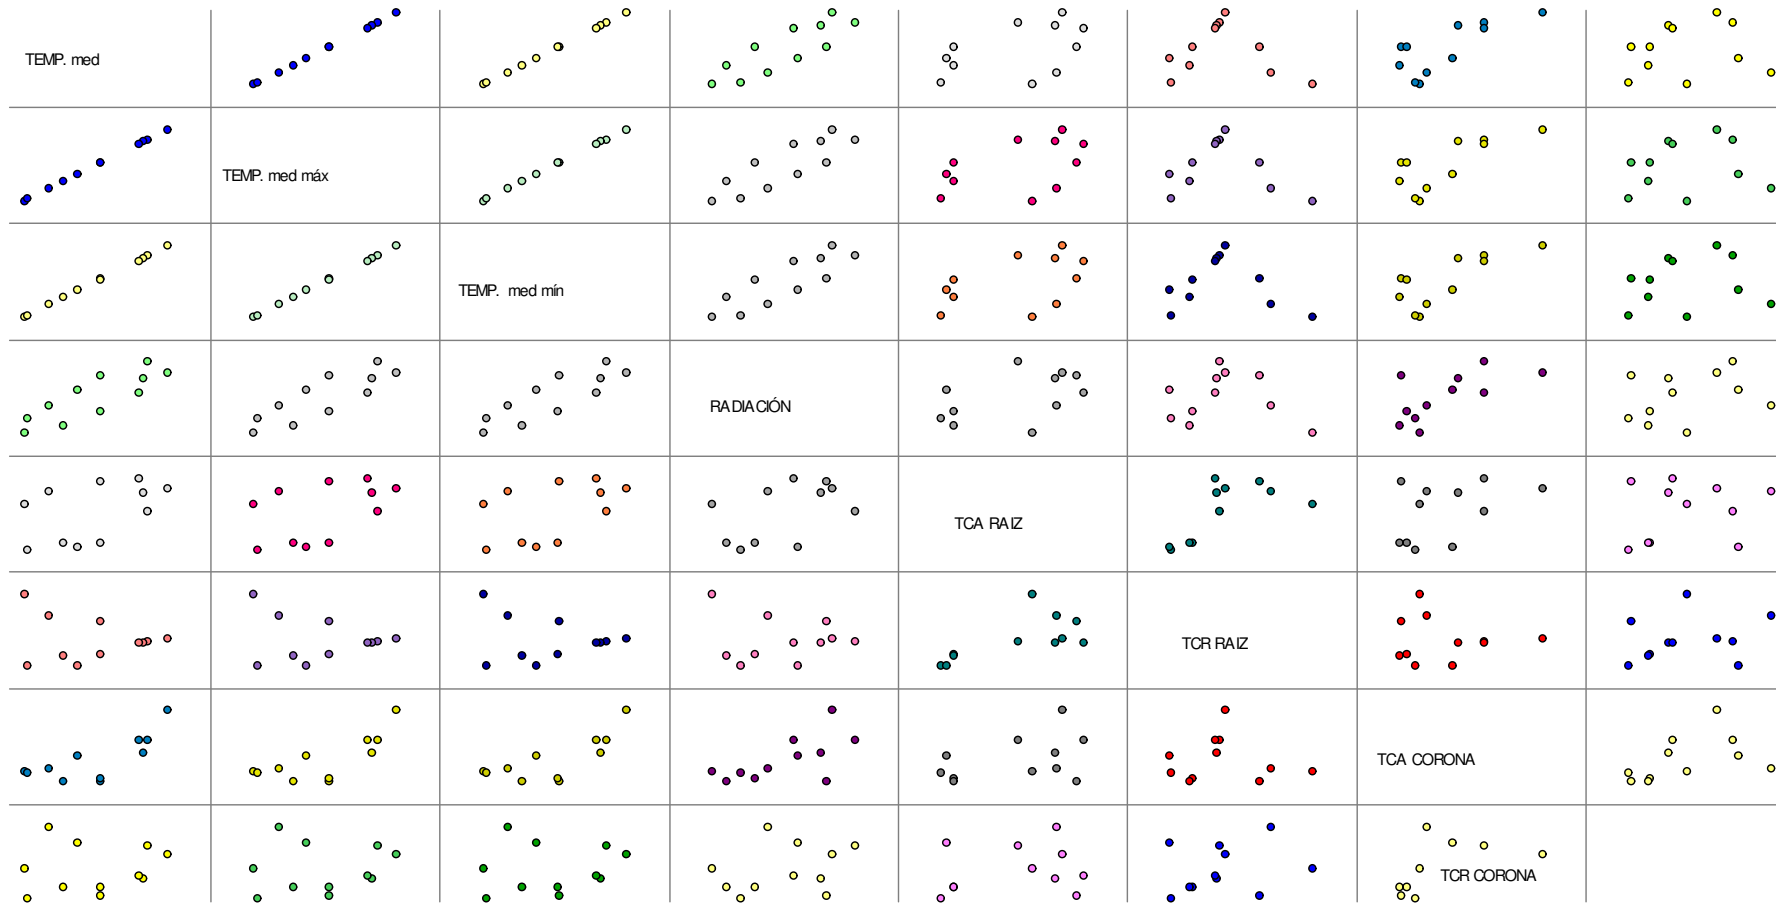 TEMP. med
TEMP. med máx
TEMP. med mín
RADIACIÓN
TCA RAIZ
TCR RAIZ
TCA CORONA
TCR CORONA